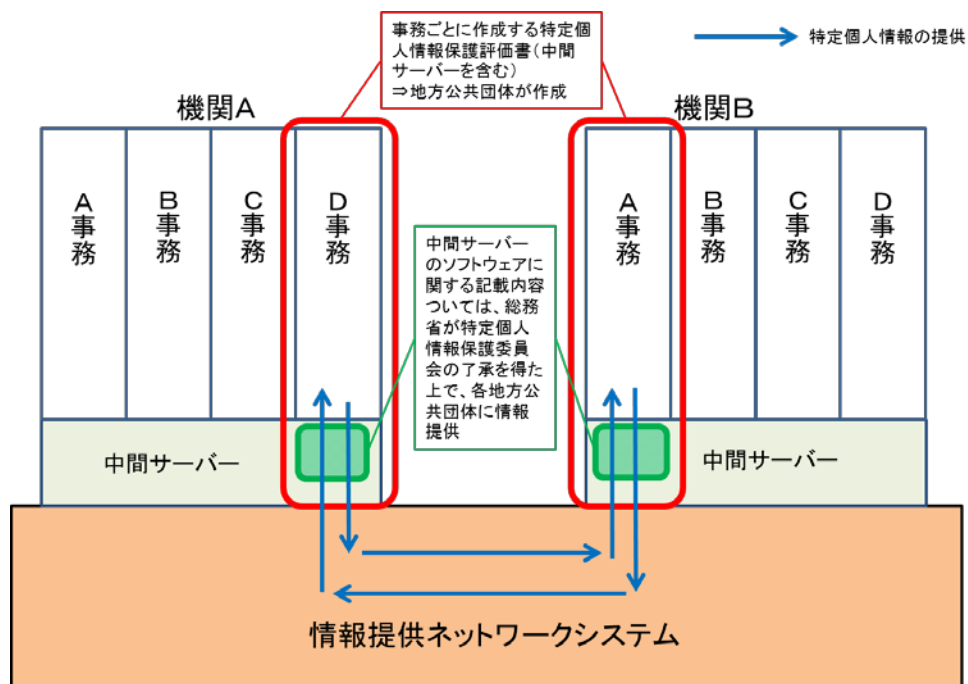 事務ごとに作成する特定個
人情報保護評価書(中間
サーバーを含む)
⇒地方公共団体が作成
特定個人情報の提供
機関A
機関B
A事務
B事務
C事務
D事務
A事務
B事務
C事務
D事務
中間サーバー
のソフトウェアに
関する記載内容
ついては、総務
省が特定個人
情報保護委員
会の了承を得た
上で、各地方公
共団体に情報
提供
中間サーバー
中間サーバー
情報提供ネットワークシステム